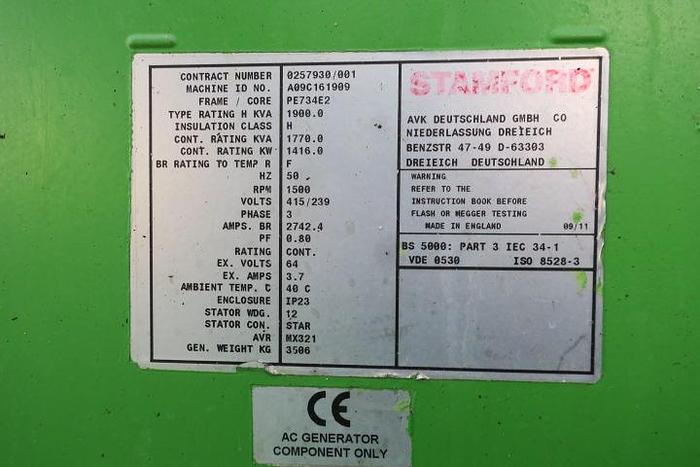 CONTRACT NUMBER 0257930/001
MACHINE ID NO. A09C161909
FRAME / CORE PE734E2
TYPE RATING H KVA 1900.0
INSULATION CLASS H
CONT. RATING KVA 1770.0
CONT. RATING KW 1416.0
BR RATING TO TEMP R F
HZ 50
RPM 1500
VOLTS 415/239
PHASE 3
AMPS. BR 2742.4
PF 0.80
RATING CONT.
EX. VOLTS 64
EX. AMPS 3.7
AMBIENT TEMP. C 40 C
ENCLOSURE IP23
STATOR WDG. 12
STATOR CON. STAR
AVR MX321
GEN. WEIGHT KG 3506
STAMFORD
AVK DEUTSCHLAND GMBH CO
NIEDERLASSUNG DREIEICH
BENZSTR 47-49 D-63303
DREIEICH DEUTSCHLAND
WARNING
REFER TO THE
INSTRUCTION BOOK BEFORE
FLASH OR MEGGER TESTING
MADE IN ENGLAND 09/11
BS 5000: PART 3 IEC 34-1
VDE 0530 ISO 8528-3
CE
AC GENERATOR
COMPONENT ONLY